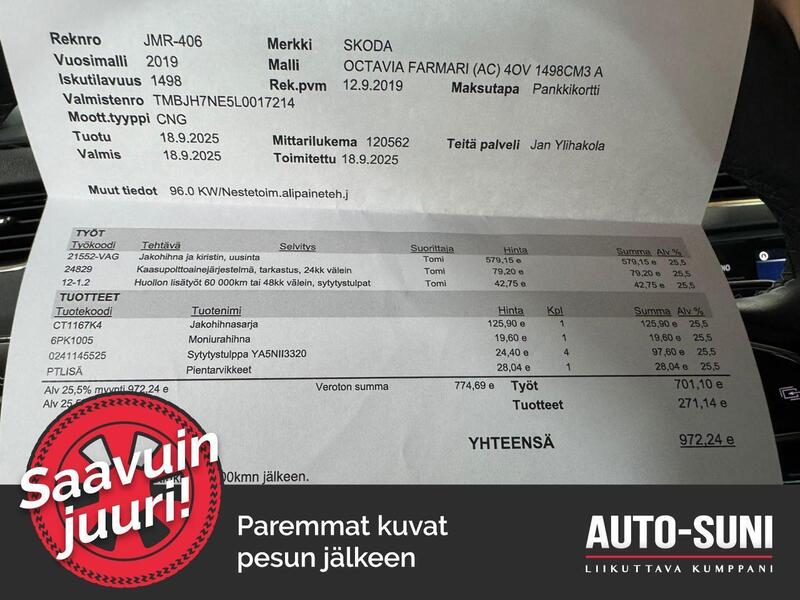 Reknro JMR-406 Merkki SKODA
Vuosimalli 2019 Malli OCTAVIA FARMARI (AC) 4OV 1498CM3 A
Iskutilavuus 1498 Rek.pvm 12.9.2019 Maksutapa Pankkikortti
Valmistenro TMBJH7NE5L0017214
Moott.tyyppi CNG
Tuotu 18.9.2025 Mittarilukema 120562 Teitä palveli Jan Ylihakola
Valmis 18.9.2025 Toimitettu 18.9.2025
Muut tiedot 96.0 KW/Nestetoim.alipaineteh.j
TYÖT
Työkoodi Tehtävä Selvitys Suorittaja Hinta Summa Alv %
21552-VAG Jakohihna ja kiristin, uusinta Tomi 579,15 e 579,15 e 25,5
24829 Kaasupolttoainejärjestelmä, tarkastus, 24kk välein Tomi 79,20 e 79,20 e 25,5
12-1.2 Huollon lisätyöt 60 000km tai 48kk välein, sytytystulpat Tomi 42,75 e 42,75 e 25,5
TUOTTEET
Tuotekoodi Tuotenimi Hinta Kpl Summa Alv %
CT1167K4 Jakohihnasarja 125,90 e 1 125,90 e 25,5
6PK1005 Moniurahihna 19,60 e 1 19,60 e 25,5
0241145525 Sytytystulppa YA5NII3320 24,40 e 4 97,60 e 25,5
PTLISÄ Pientarvikkeet 28,04 e 1 28,04 e 25,5
Alv 25,5% myynti 972,24 e Veroton summa 774,69 e Työt 701,10 e
Alv 25,5 Tuotteet 271,14 e
YHTEENSÄ 972,24 e
00kmn jälkeen.
Saavuin
juuri!
Paremmat kuvat
pesun jälkeen
AUTO-SUNI
LIIKUTTAVA KUMPPANI